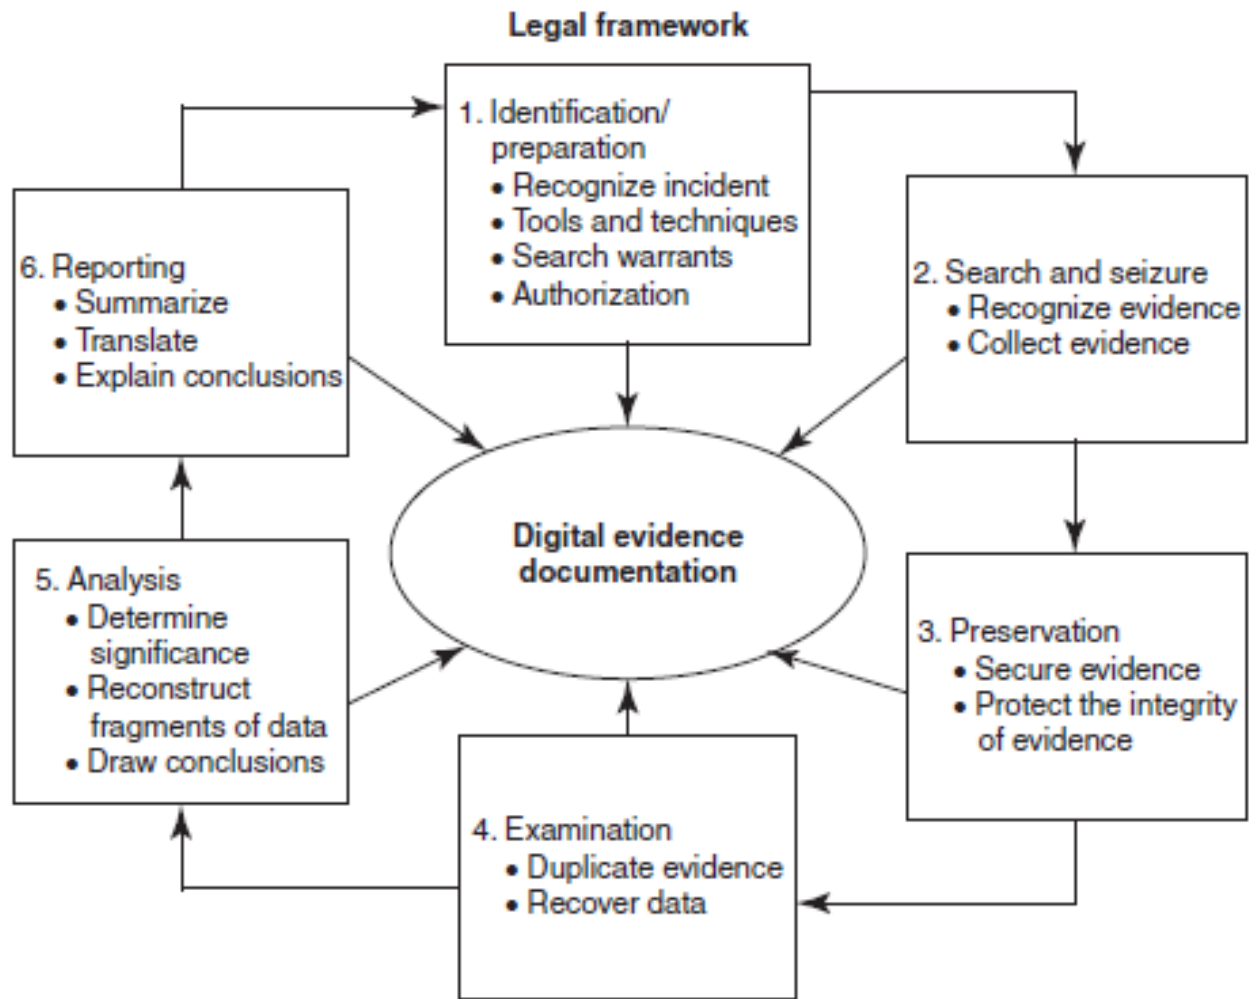 Legal framework
1. Identification/
preparation
• Recognize incident
• Tools and techniques
• Search warrants
• Authorization
2. Search and seizure
• Recognize evidence
• Collect evidence
3. Preservation
• Secure evidence
• Protect the integrity
of evidence
4. Examination
• Duplicate evidence
• Recover data
5. Analysis
• Determine
significance
• Reconstruct
fragments of data
• Draw conclusions
6. Reporting
• Summarize
• Translate
• Explain conclusions
Digital evidence
documentation